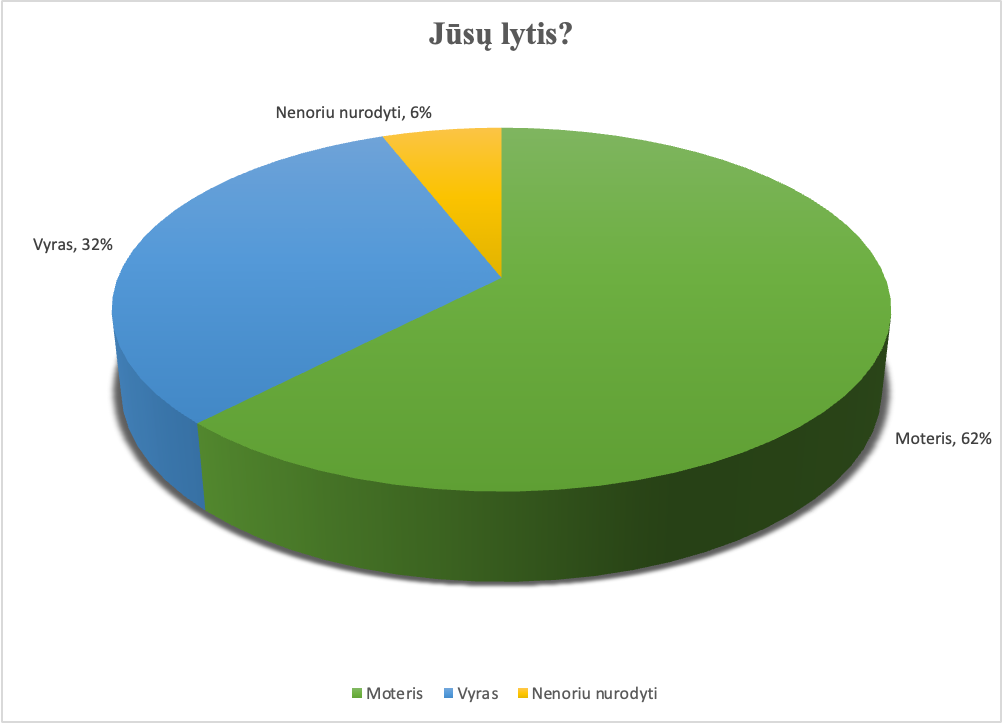 Jūsų lytis?
Nenoriu nurodyti, 6%
Vyras, 32%
Moteris, 62%
Moteris Vyras Nenoriu nurodyti